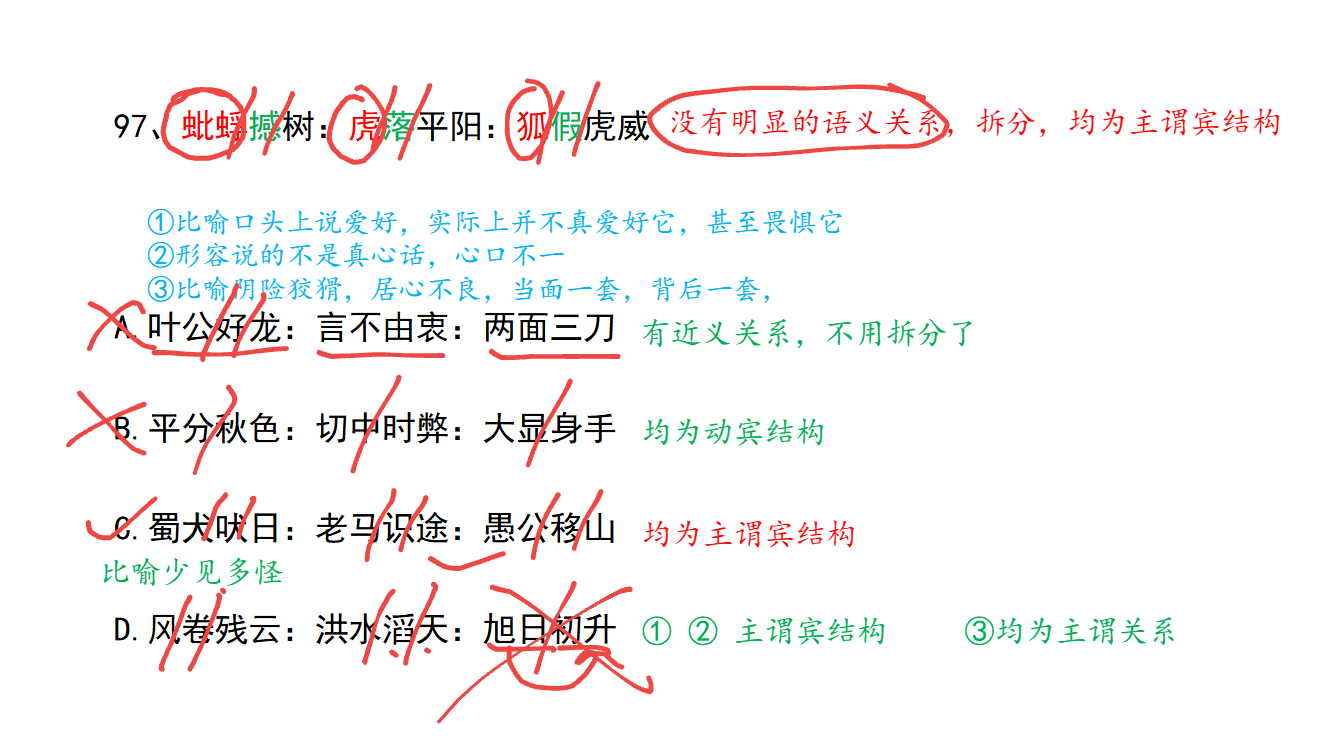 97、蚍蜉撼树：虎落平阳：狐假虎威 没有明显的语义关系，拆分，均为主谓宾结构
①比喻口头上说爱好，实际上并不真爱好它，甚至畏惧它
②形容说的不是真心话，心口不一
③比喻阴险狡猾，居心不良，当面一套，背后一套，
A.叶公好龙：言不由衷：两面三刀 有近义关系，不用拆分了
B.平分秋色：切中时弊：大显身手 均为动宾结构
C.蜀犬吠日：老马识途：愚公移山 均为主谓宾结构
比喻少见多怪
D.风卷残云：洪水滔天：旭日初升 ① ② 主谓宾结构 ③均为主谓关系